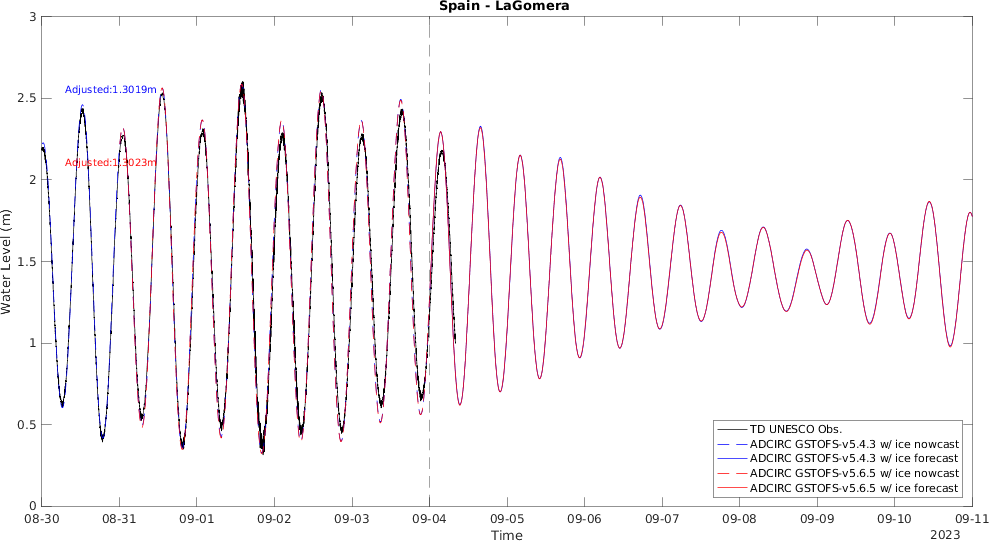 Spain - LaGomera
Water Level (m)
3
2.5
2
1.5
1
0.5
0
Adjusted:1.3019m
Adjusted:1.3023m
TD UNESCO Obs.
ADCIRC GSTOFS-v5.4.3 w/ ice nowcast
ADCIRC GSTOFS-v5.4.3 w/ ice forecast
ADCIRC GSTOFS-v5.6.5 w/ ice nowcast
ADCIRC GSTOFS-v5.6.5 w/ ice forecast
08-30 08-31 09-01 09-02 09-03 09-04 09-05 09-06 09-07 09-08 09-09 09-10 09-11
Time
2023